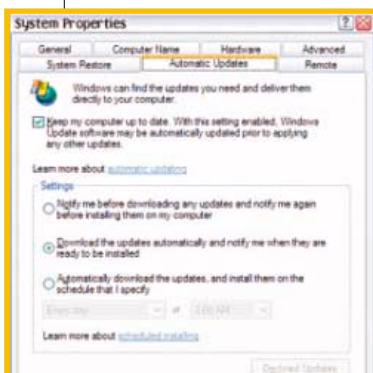 System Properties
General Computer Name Hardware Advanced
System Restore Automatic Updates Remote
Windows can find the updates you need and deliver them
directly to your computer.
Keep my computer up to date. With this setting enabled, Windows
Update software may be automatically updated prior to applying
any other updates.
Learn more about automatic updating
Settings
Notify me before downloading any updates and notify me again
before installing them on my computer
Download the updates automatically and notify me when they are
ready to be installed
Automatically download the updates, and install them on the
schedule that I specify
Every day at 3:00 AM
Learn more about scheduled installing
Declined Updates